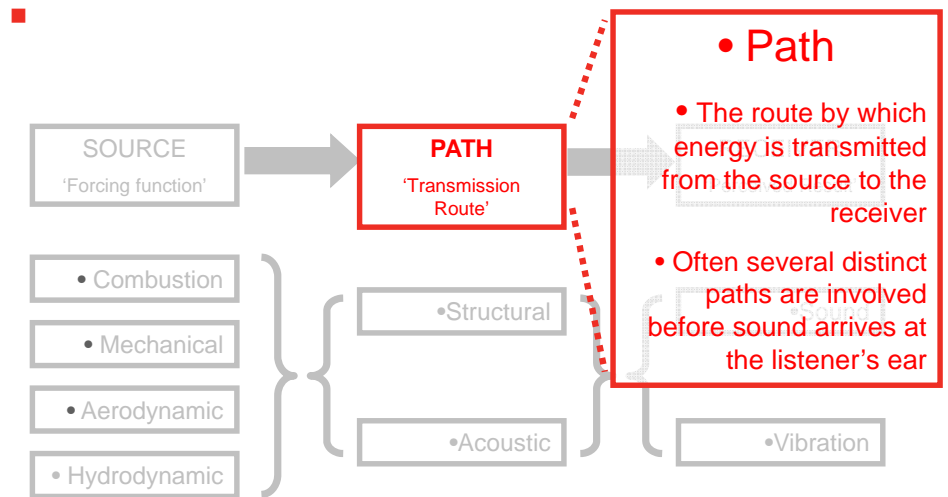 SOURCE
'Forcing function'
PATH
'Transmission
Route'
• Path
• The route by which
energy is transmitted
from the source to the
receiver
• Often several distinct
paths are involved
before sound arrives at
the listener's ear
• Combustion
• Mechanical
• Aerodynamic
• Hydrodynamic
•Structural
•Acoustic
•Sound
•Vibration